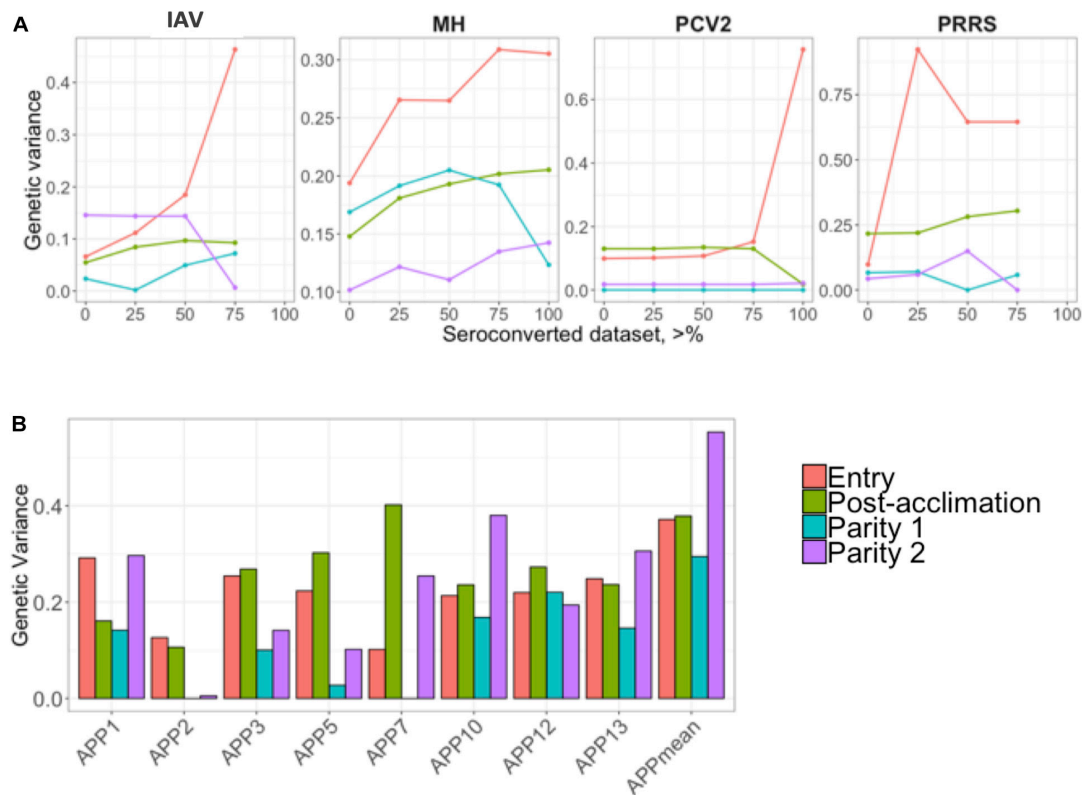 A
IAV MH PCV2 PRRS
Genetic variance
0.4
0.3
0.2
0.1
0.0
0.30
0.25
0.20
0.15
0.10
0.6
0.4
0.2
0.0
0.75
0.50
0.25
0.00
0 25 50 75 100 0 25 50 75 100 0 25 50 75 100 0 25 50 75 100
Seroconverted dataset, >%
B
Genetic Variance
0.4
0.2
0.0
APP1 APP2 APP3 APP5 APP7 APP10 APP12 APP13 APPmean
Entry
Post-acclimation
Parity 1
Parity 2